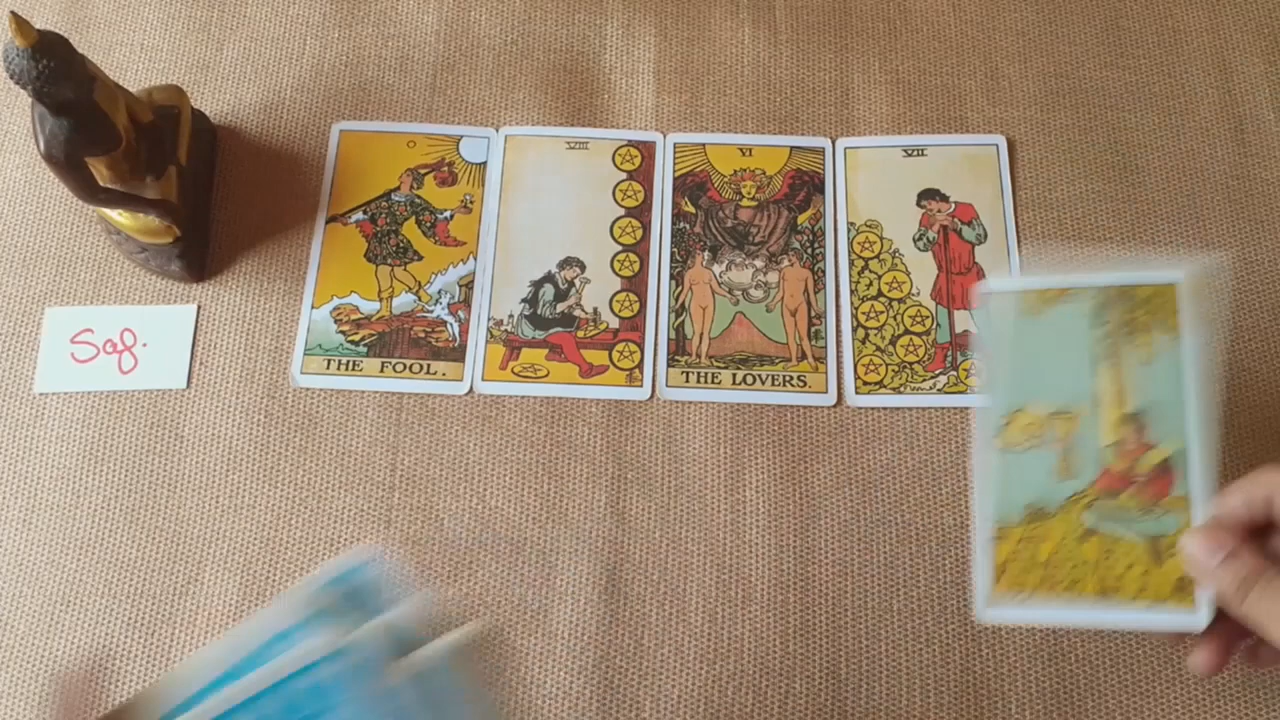 Sag.
THE FOOL.
VIII
VI
THE LOVERS.
VII